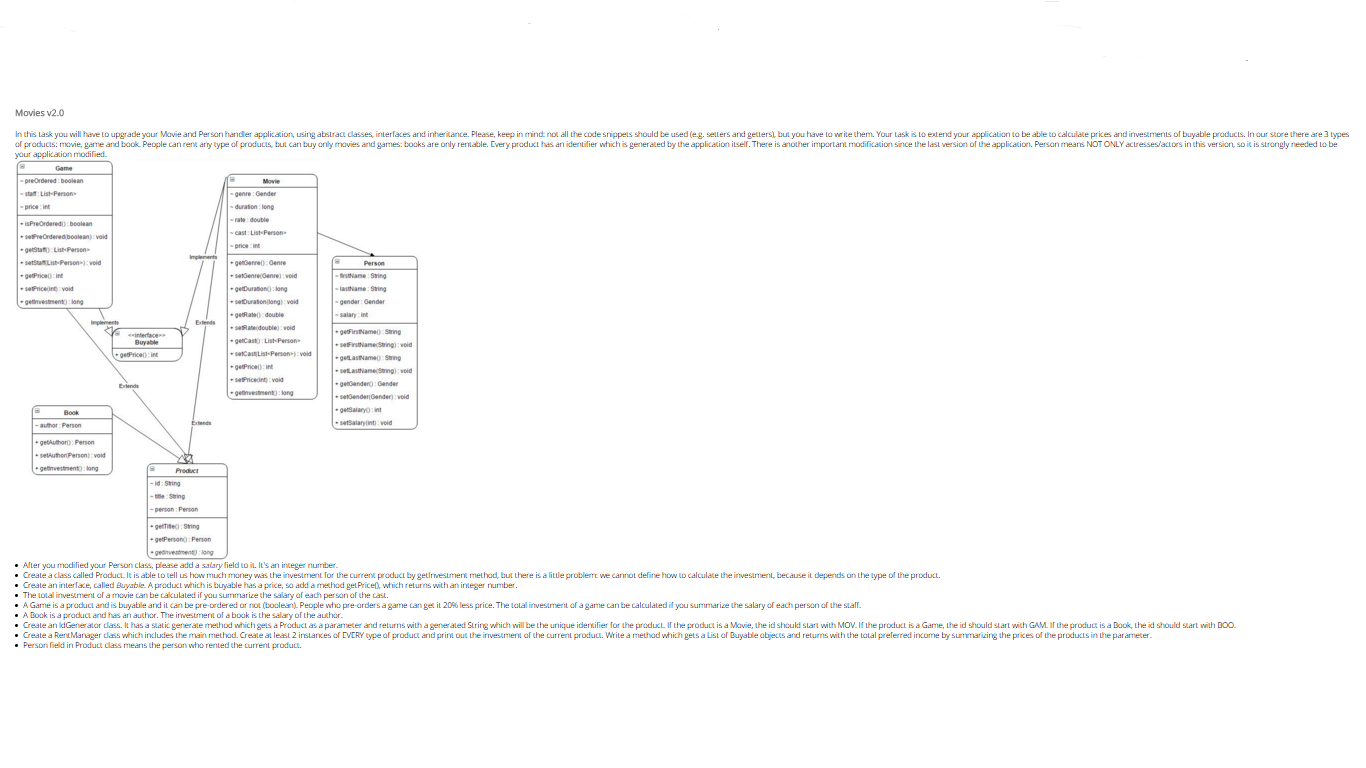 Movies v2.0
In this task you will have to upgrade your Movie and Person handler application, using abstract classes, interfaces and inheritance. Please, keep in mind: not all the code snippets should be used (e.g. setters and getters), but you have to write them. Your task is to extend your application to be able to calculate prices and investments of buyable products. In our store there are 3 types
of products: movie, game and book. People can rent any type of products, but can buy only movies and games: books are only rentable. Every product has an identifier which is generated by the application itself. There is another important modification since the last version of the application. Person means NOT ONLY actresses/actors in this version, so it is strongly needed to be
your application modified.
Game
~ preOrdered : boolean
~ staff : List<Person>
~ price : int
+ isPreOrdered() : boolean
+ setPreOrdered(boolean) : void
+ getStaff() : List<Person>
+ setStaff(List<Person>) : void
+ getPrice() : int
+ setPrice(int) : void
+ getInvestment() : long
Movie
~ genre : Gender
~ duration : long
~ rate : double
~ cast : List<Person>
~ price : int
+ getGenre() : Genre
+ setGenre(Genre) : void
+ getDuration() : long
+ setDuration(long) : void
+ getRate() : double
+ setRate(double) : void
+ getCast() : List<Person>
+ setCast(List<Person>) : void
+ getPrice() : int
+ setPrice(int) : void
+ getInvestment() : long
Person
~ firstName : String
~ lastName : String
~ gender : Gender
~ salary : int
+ getFirstName() : String
+ setFirstName(String) : void
+ getLastName() : String
+ setLastName(String) : void
+ getGender() : Gender
+ setGender(Gender) : void
+ getSalary() : int
+ setSalary(int) : void
Implements
Implements
Extends
<<interface>>
Buyable
+ getPrice() : int
Extends
Extends
Book
~ author : Person
+ getAuthor() : Person
+ setAuthor(Person) : void
+ getInvestment() : long
Product
~ id : String
~ title : String
~ person : Person
+ getTitle() : String
+ getPerson() : Person
+ getInvestment() : long
• After you modified your Person class, please add a salary field to it. It's an integer number.
• Create a class called Product. It is able to tell us how much money was the investment for the current product by getInvestment method, but there is a little problem: we cannot define how to calculate the investment, because it depends on the type of the product.
• Create an interface, called Buyable. A product which is buyable has a price, so add a method getPrice(), which returns with an integer number.
• The total investment of a movie can be calculated if you summarize the salary of each person of the cast.
• A Game is a product and is buyable and it can be pre-ordered or not (boolean). People who pre-orders a game can get it 20% less price. The total investment of a game can be calculated if you summarize the salary of each person of the staff.
• A Book is a product and has an author. The investment of a book is the salary of the author.
• Create an IdGenerator class. It has a static generate method which gets a Product as a parameter and returns with a generated String which will be the unique identifier for the product. If the product is a Movie, the id should start with MOV. If the product is a Game, the id should start with GAM. If the product is a Book, the id should start with BOO.
• Create a RentManager class which includes the main method. Create at least 2 instances of EVERY type of product and print out the investment of the current product. Write a method which gets a List of Buyable objects and returns with the total preferred income by summarizing the prices of the products in the parameter.
• Person field in Product class means the person who rented the current product.